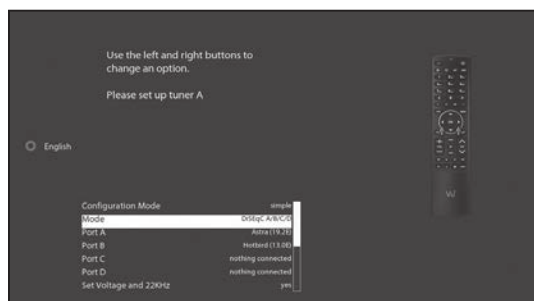 Use the left and right buttons to
change an option.
Please set up tuner A
English
Configuration Mode simple
Mode DiSEqC A/B/C/D
Port A Astra (19.2E)
Port B Hotbird (13.0E)
Port C nothing connected
Port D nothing connected
Set Voltage and 22KHz yes